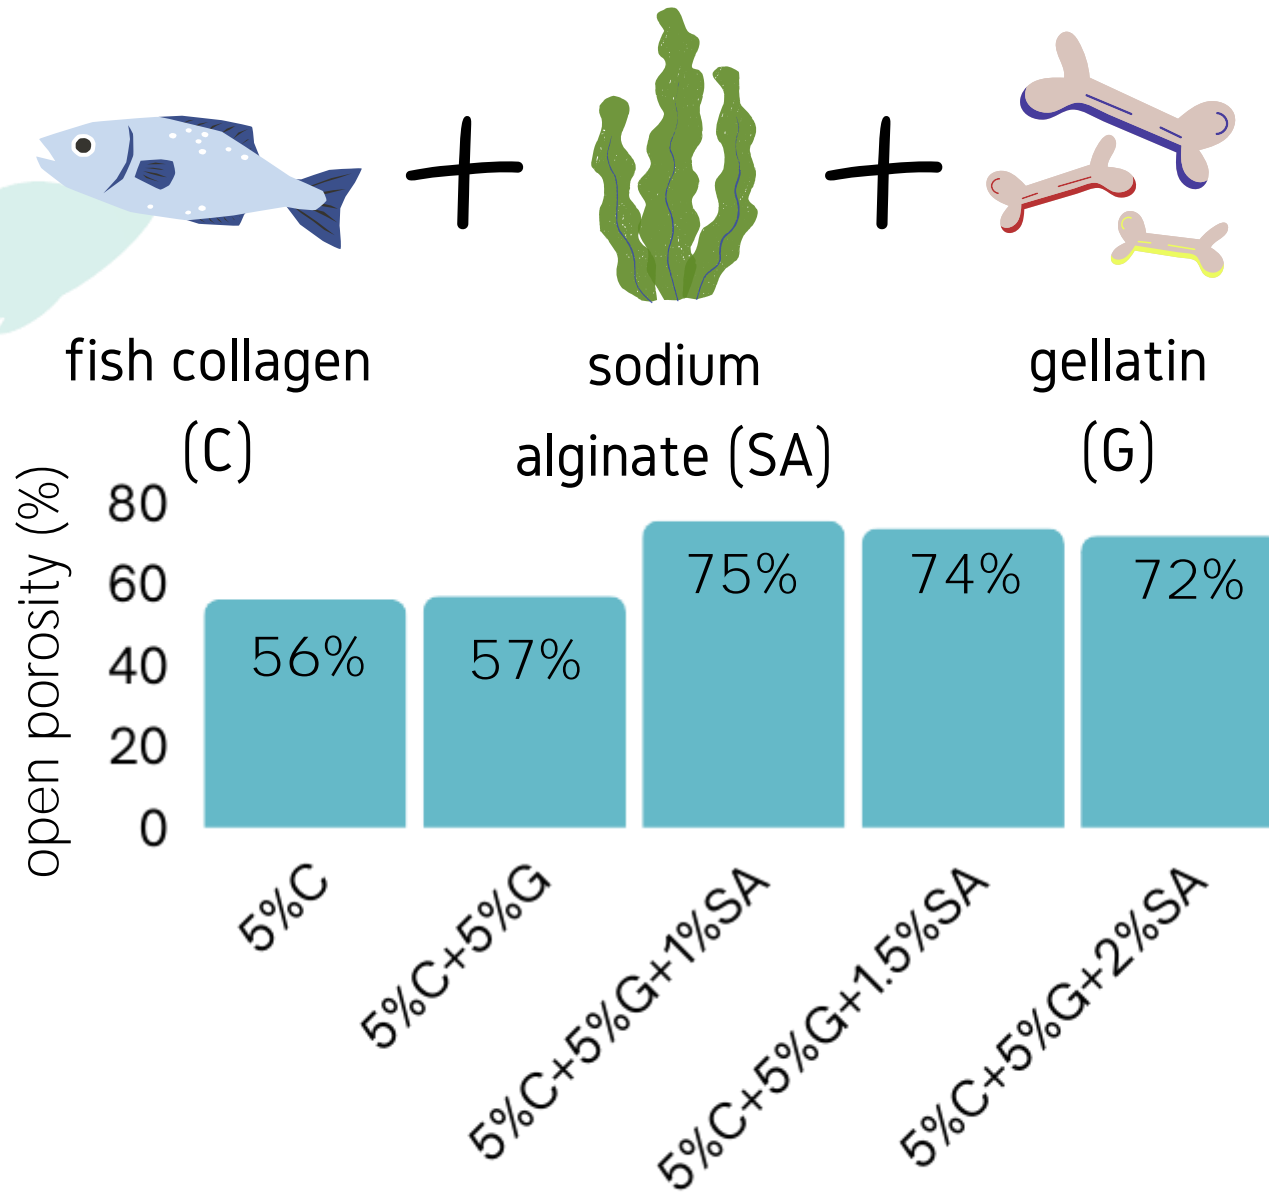 fish collagen
(C)
sodium
alginate (SA)
gellatin
(G)
open porosity (%)
80
60
40
20
0
56%
57%
75%
74%
72%
5%C
5%C+5%G
5%C+5%G+1%SA
5%C+5%G+1.5%SA
5%C+5%G+2%SA